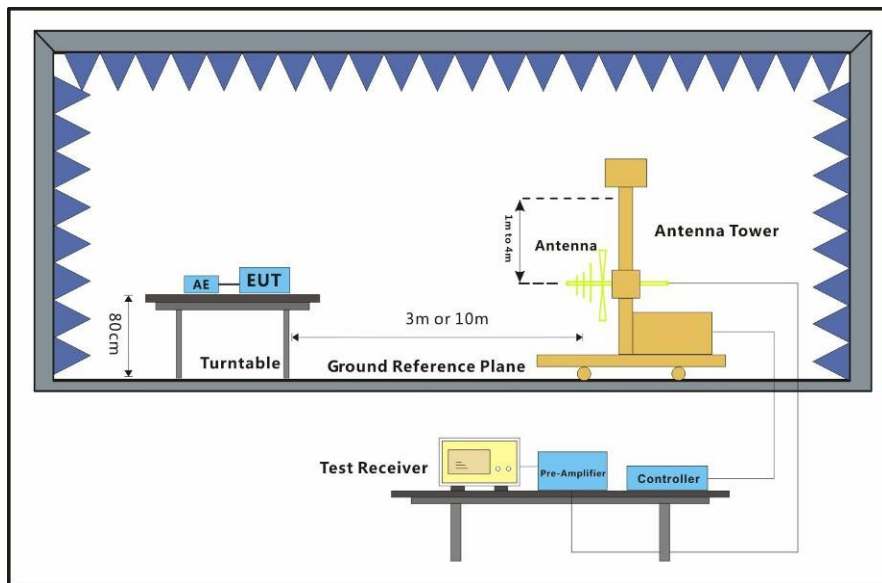 1m to 4m
Antenna
Antenna Tower
AE
EUT
80cm
3m or 10m
Turntable
Ground Reference Plane
Test Receiver
Pre-Amplifier
Controller